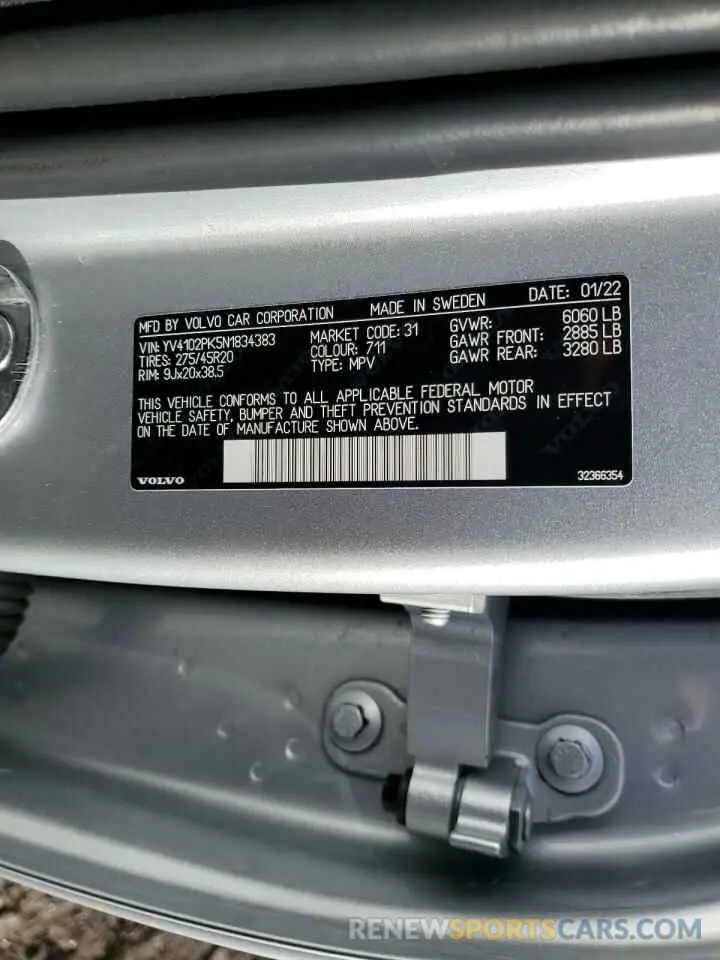 MFD BY VOLVO CAR CORPORATION MADE IN SWEDEN DATE: 01/22
VIN: YV4102PK5N1834383 MARKET CODE: 31 GVWR: 6060 LB
TIRES: 275/45R20 COLOUR: 711 GAWR FRONT: 2885 LB
RIM: 9Jx20x38.5 TYPE: MPV GAWR REAR: 3280 LB
THIS VEHICLE CONFORMS TO ALL APPLICABLE FEDERAL MOTOR
VEHICLE SAFETY, BUMPER AND THEFT PREVENTION STANDARDS IN EFFECT
ON THE DATE OF MANUFACTURE SHOWN ABOVE.
VOLVO 32366354
RENEWSPORTSCARS.COM